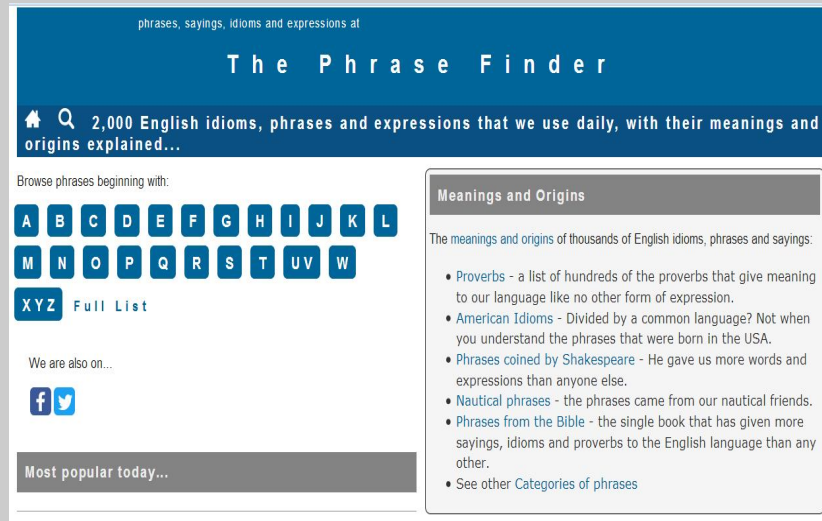 phrases, sayings, idioms and expressions at
The Phrase Finder
2,000 English idioms, phrases and expressions that we use daily, with their meanings and
origins explained...
Browse phrases beginning with:
A B C D E F G H I J K L
M N O P Q R S T UV W
XYZ Full List
We are also on...
Most popular today...
Meanings and Origins
The meanings and origins of thousands of English idioms, phrases and sayings:
• Proverbs - a list of hundreds of the proverbs that give meaning
to our language like no other form of expression.
• American Idioms - Divided by a common language? Not when
you understand the phrases that were born in the USA.
• Phrases coined by Shakespeare - He gave us more words and
expressions than anyone else.
• Nautical phrases - the phrases came from our nautical friends.
• Phrases from the Bible - the single book that has given more
sayings, idioms and proverbs to the English language than any
other.
• See other Categories of phrases